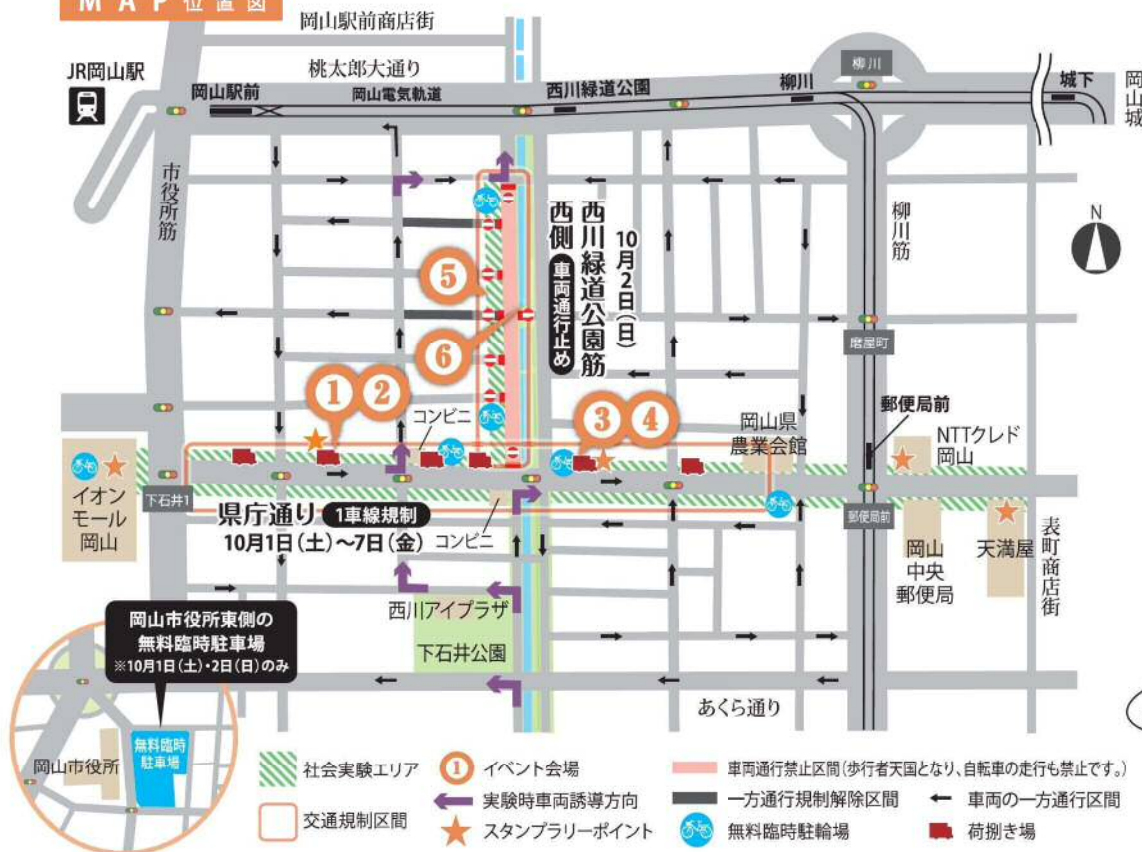 MAP位置図
岡山駅前商店街
JR岡山駅
桃太郎大通り
岡山駅前
岡山電気軌道
西川緑道公園
柳川
柳川
城下
岡山城
市役所筋
柳川筋
N
10月2日(日)
西川緑道公園筋
西側 車両通行止め
5
6
1
2
3
4
磨屋町
コンビニ
岡山県
農業会館
郵便局前
NTTクレド
岡山
イオン
モール
岡山
下石井1
県庁通り 1車線規制
10月1日(土)〜7日(金)
コンビニ
郵便局前
岡山
中央
郵便局
天満屋
表町商店街
西川アイプラザ
下石井公園
あくら通り
岡山市役所東側の
無料臨時駐車場
※10月1日(土)・2日(日)のみ
無料臨時
駐車場
岡山市役所
社会実験エリア
1 イベント会場
車両通行禁止区間(歩行者天国となり、自転車の走行も禁止です。)
実験時車両誘導方向
一方通行規制解除区間
車両の一方通行区間
交通規制区間
スタンプラリーポイント
無料臨時駐輪場
荷捌き場